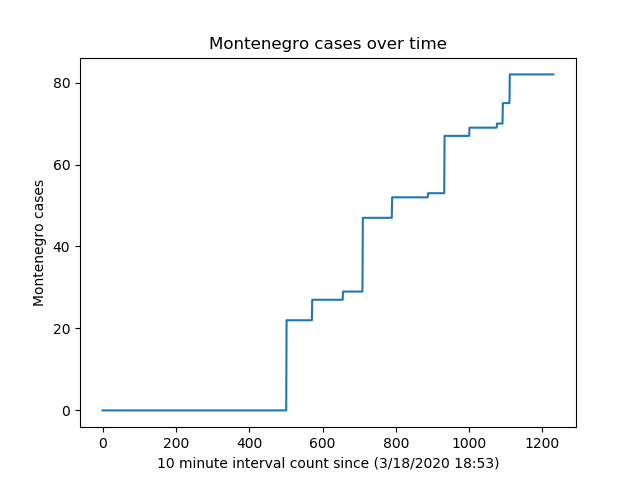 Montenegro cases over time
Montenegro cases
80
60
40
20
0
0 200 400 600 800 1000 1200
10 minute interval count since (3/18/2020 18:53)